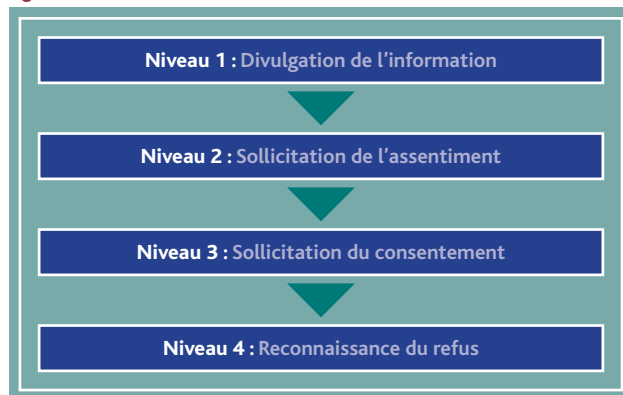 Niveau 1 : Divulgation de l’information
Niveau 2 : Sollicitation de l’assentiment
Niveau 3 : Sollicitation du consentement
Niveau 4 : Reconnaissance du refus